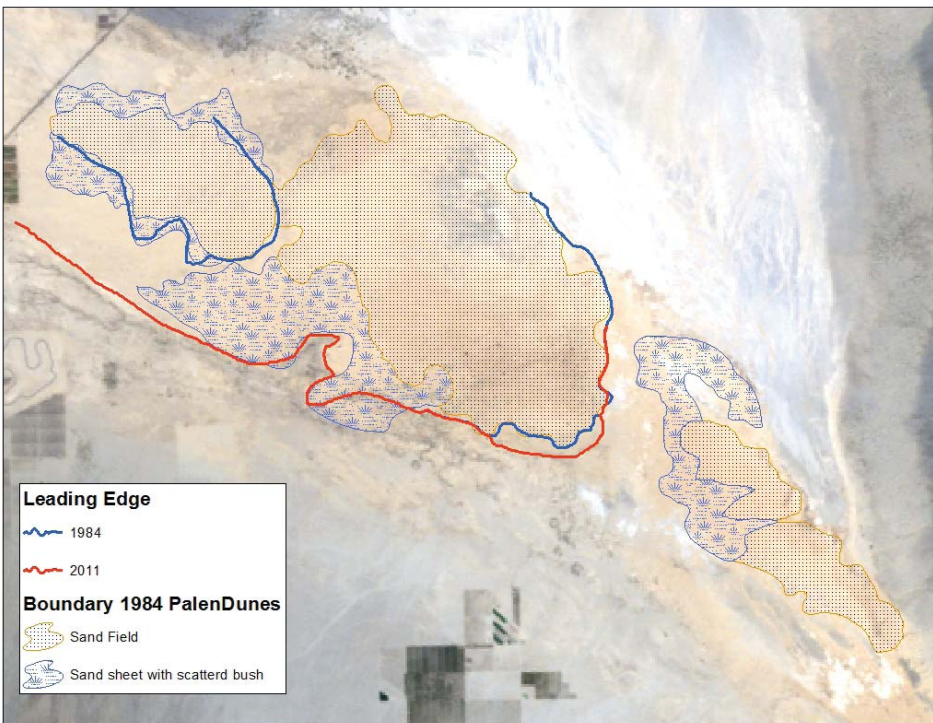 Leading Edge
1984
2011
Boundary 1984 PalenDunes
Sand Field
Sand sheet with scatterd bush